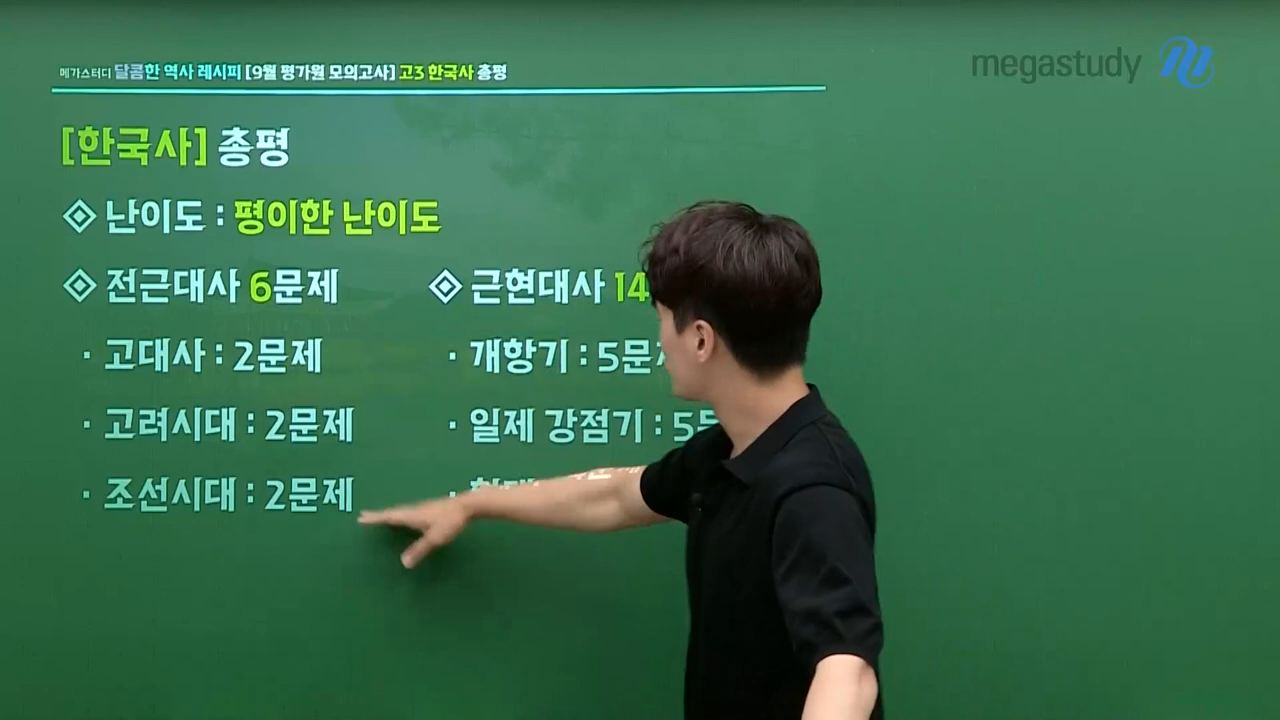 메가스터디 달콤한 역사 레시피 [9월 평가원 모의고사] 고3 한국사 총평
megastudy
[한국사] 총평
난이도 : 평이한 난이도
전근대사 6문제
근현대사 14
· 고대사 : 2문제
· 개항기 : 5문
· 고려시대 : 2문제
· 일제 강점기 : 5
· 조선시대 : 2문제